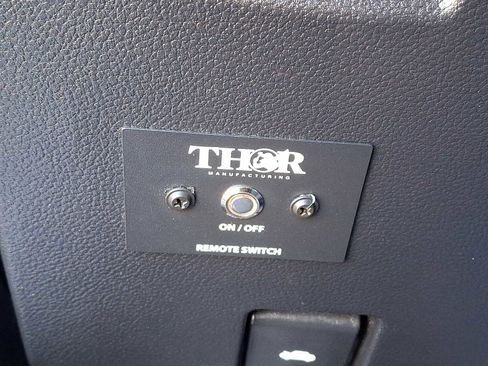 THOR
MANUFACTURING
ON / OFF
REMOTE SWITCH